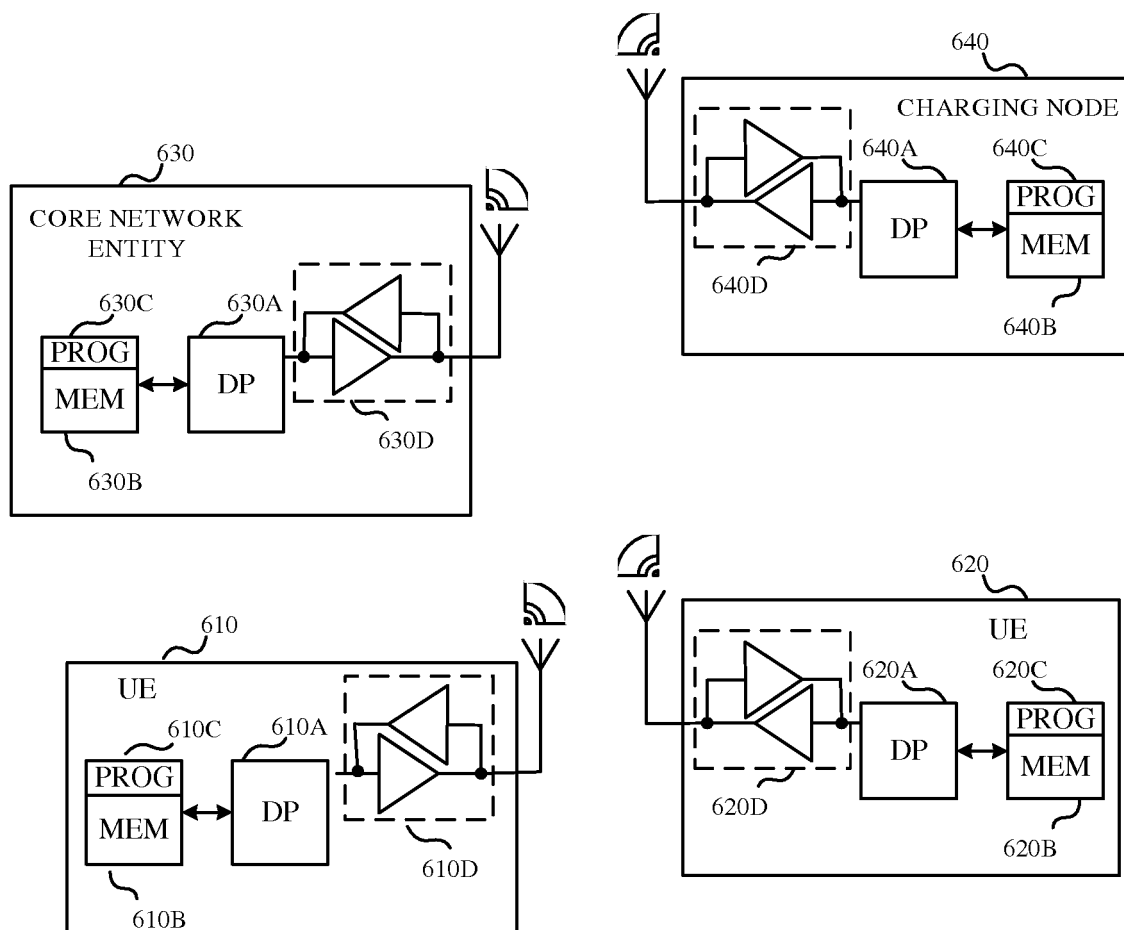 640
CHARGING NODE
640A
640C
PROG
DP
MEM
640D
640B
630
CORE NETWORK
ENTITY
630C
630A
PROG
DP
MEM
630D
630B
610
UE
610C
610A
PROG
DP
MEM
610D
610B
620
UE
620A
620C
PROG
DP
MEM
620D
620B